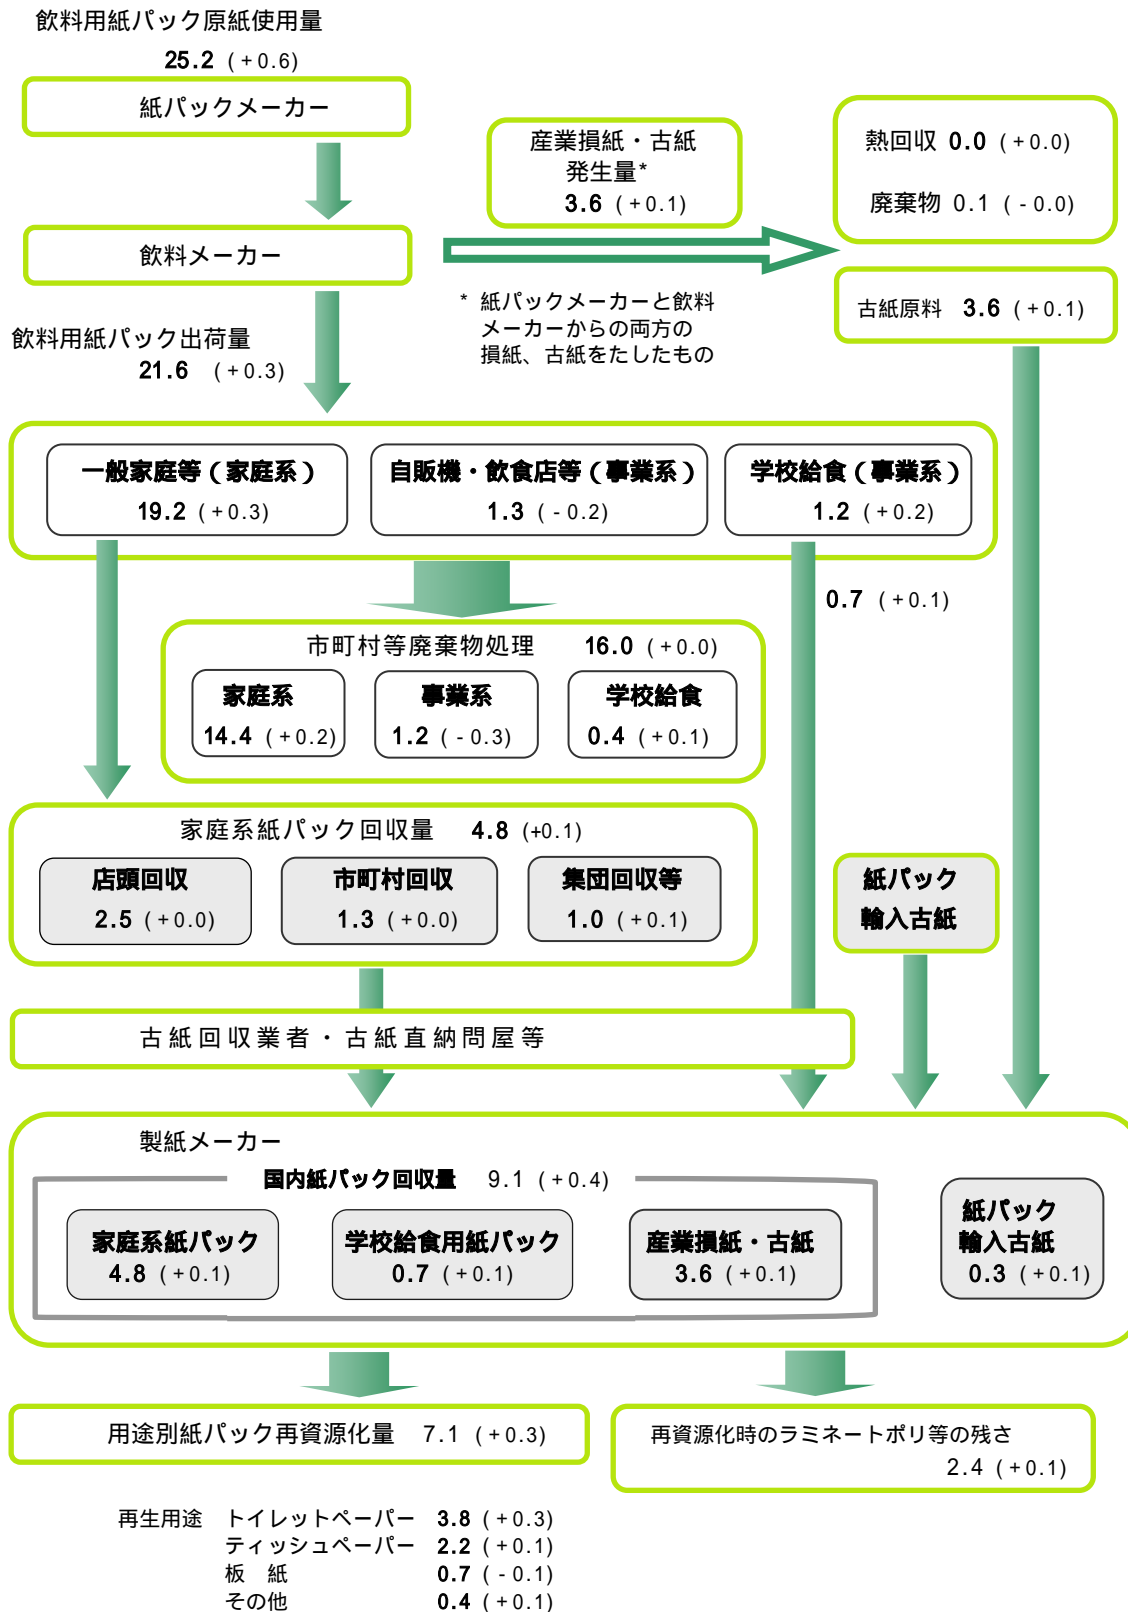 飲料用紙パック原紙使用量
25.2 (+0.6)
紙パックメーカー
産業損紙・古紙
発生量*
3.6 (+0.1)
熱回収 0.0 (+0.0)
廃棄物 0.1 (-0.0)
飲料メーカー
* 紙パックメーカーと飲料
メーカーからの両方の
損紙、古紙をたしたもの
古紙原料 3.6 (+0.1)
飲料用紙パック出荷量
21.6 (+0.3)
一般家庭等(家庭系)
19.2 (+0.3)
自販機・飲食店等(事業系)
1.3 (-0.2)
学校給食(事業系)
1.2 (+0.2)
0.7 (+0.1)
市町村等廃棄物処理 16.0 (+0.0)
家庭系
14.4 (+0.2)
事業系
1.2 (-0.3)
学校給食
0.4 (+0.1)
家庭系紙パック回収量 4.8 (+0.1)
店頭回収
2.5 (+0.0)
市町村回収
1.3 (+0.0)
集団回収等
1.0 (+0.1)
紙パック
輸入古紙
古紙回収業者・古紙直納問屋等
製紙メーカー
国内紙パック回収量 9.1 (+0.4)
家庭系紙パック
4.8 (+0.1)
学校給食用紙パック
0.7 (+0.1)
産業損紙・古紙
3.6 (+0.1)
紙パック
輸入古紙
0.3 (+0.1)
用途別紙パック再資源化量 7.1 (+0.3)
再資源化時のラミネートポリ等の残さ
2.4 (+0.1)
再生用途 トイレットペーパー 3.8 (+0.3)
ティッシュペーパー 2.2 (+0.1)
板 紙 0.7 (-0.1)
その他 0.4 (+0.1)